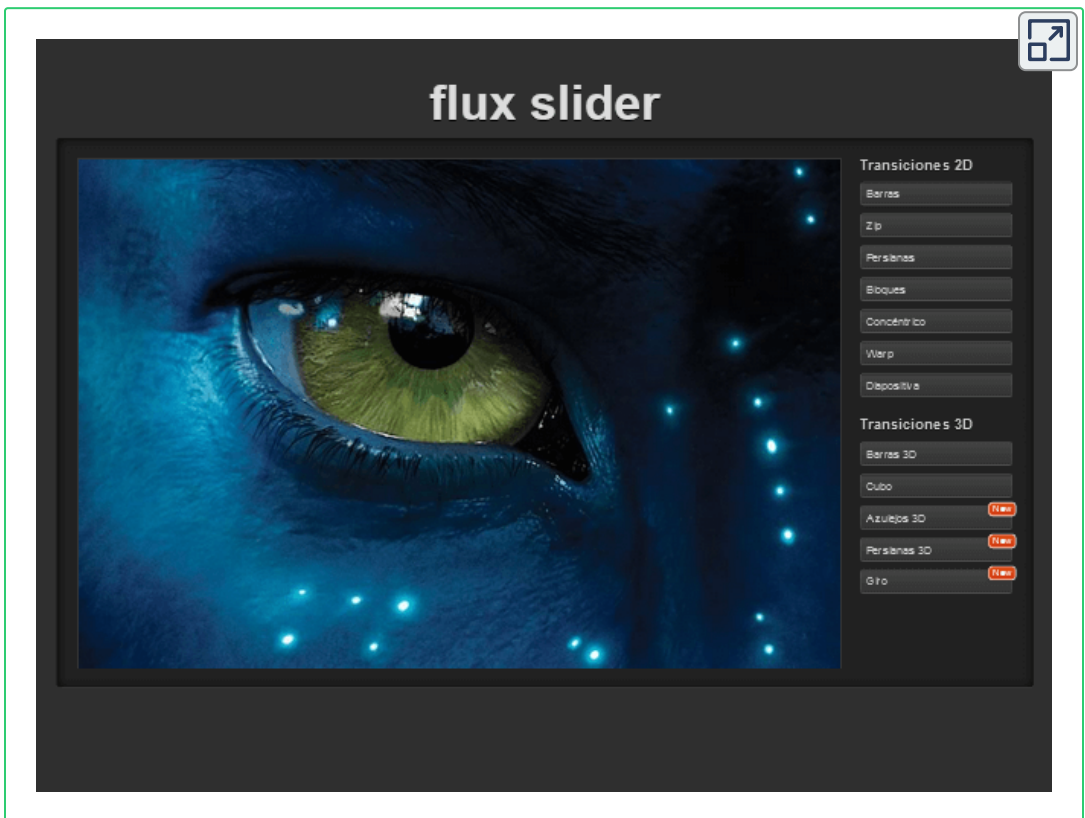 flux slider
Transiciones 2D
Barras
Zip
Persianas
Bloques
Concéntrico
Warp
Diapositiva
Transiciones 3D
Barras 3D
Cubo
Azulejos 3D
New
Persianas 3D
New
Giro
New